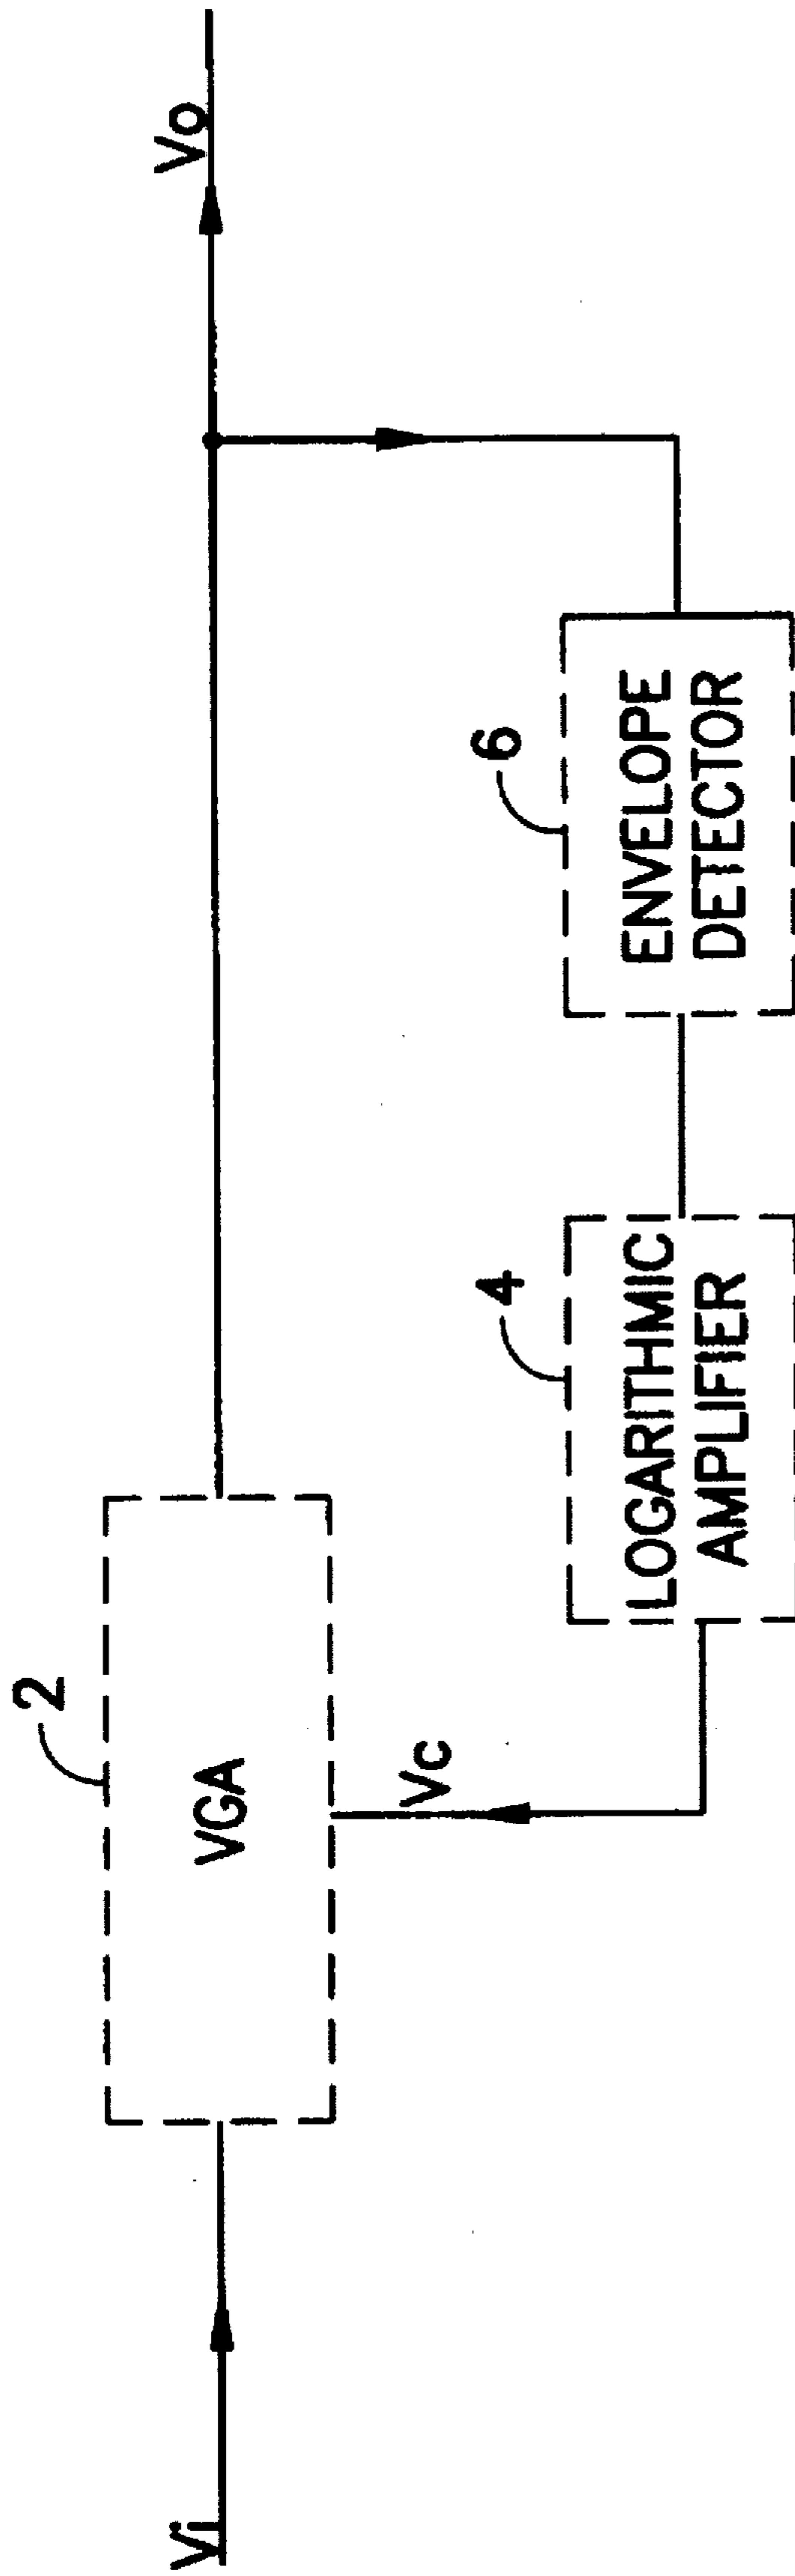 Vi
2
VGA
Vo
Vc
4
LOGARITHMIC
AMPLIFIER
6
ENVELOPE
DETECTOR